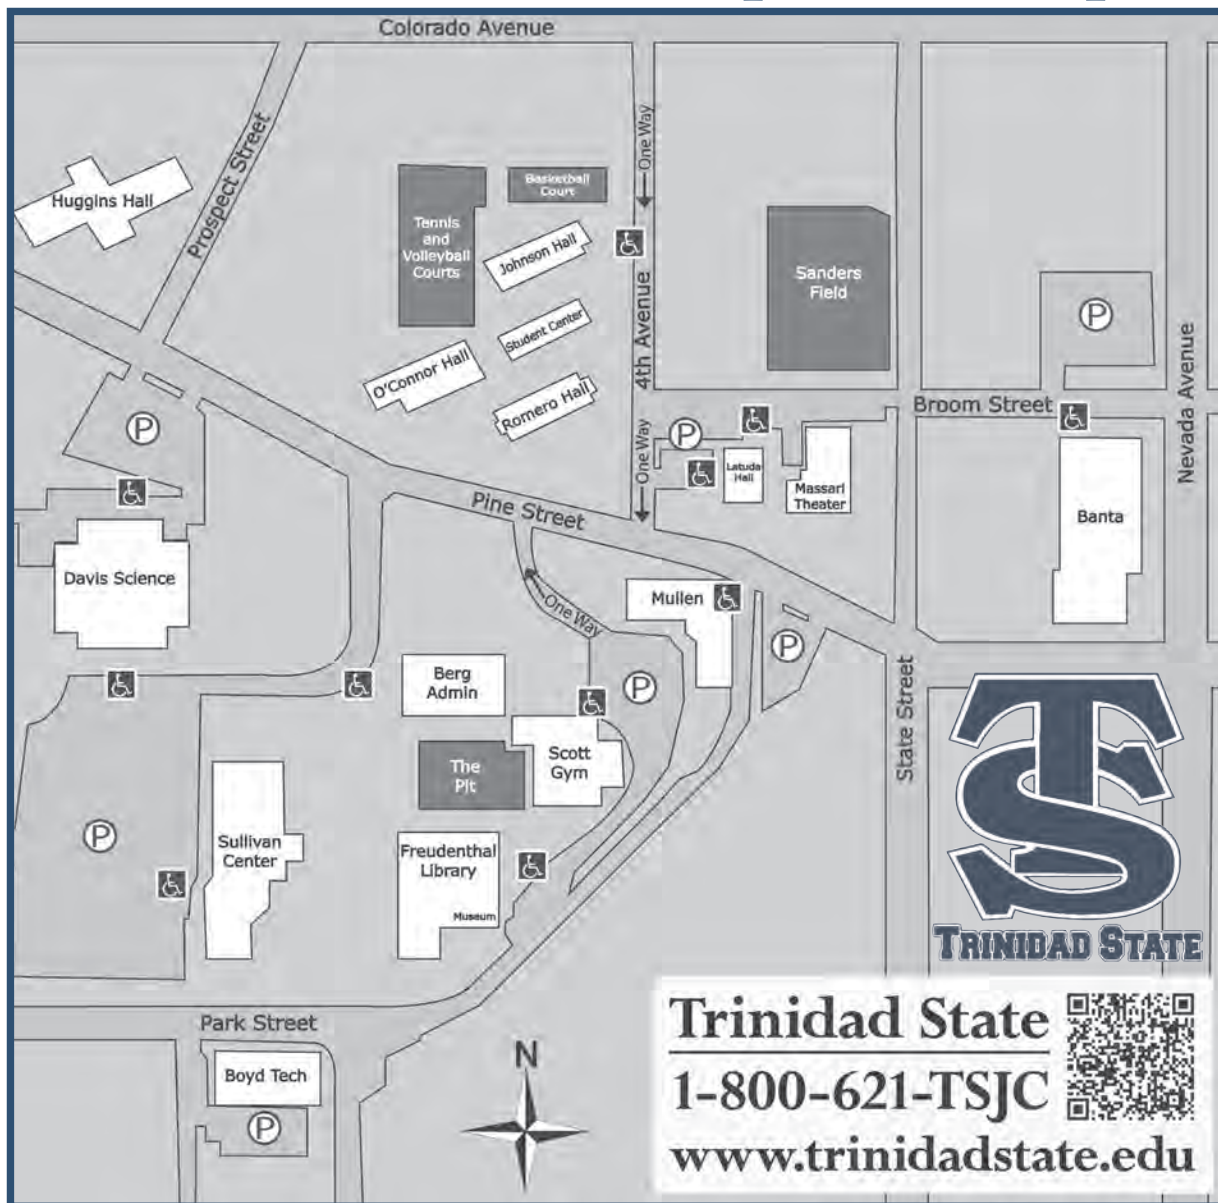 Colorado Avenue
Prospect Street
One Way
Huggins Hall
Basketball
Court
Tennis
and
Volleyball
Courts
Johnson Hall
4th Avenue
Sanders
Field
P
Student Center
Nevada Avenue
O'Connor Hall
Romero Hall
Broom Street
P
P
One Way
Latuda
Hall
Massari
Theater
Pine Street
Banta
Davis Science
One Way
Mullen
P
Berg
Admin
P
State Street
Scott
Gym
The
Pit
P
Sullivan
Center
Freudenthal
Library
Museum
TS
TRINIDAD STATE
Park Street
Boyd Tech
P
N
Trinidad State
1-800-621-TSJC
www.trinidadstate.edu